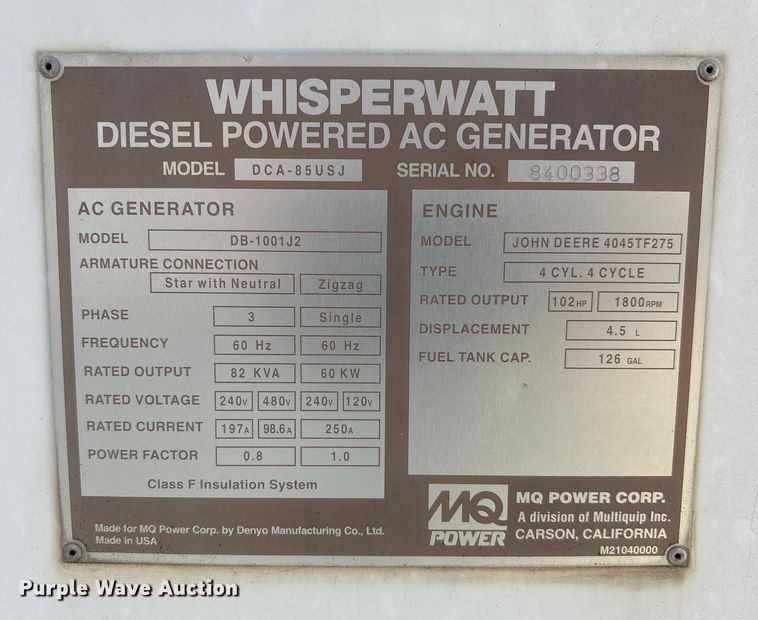 WHISPERWATT
DIESEL POWERED AC GENERATOR
MODEL DCA-85USJ SERIAL NO. 8400338
AC GENERATOR
MODEL DB-1001J2
ARMATURE CONNECTION
Star with Neutral Zigzag
PHASE 3 Single
FREQUENCY 60 Hz 60 Hz
RATED OUTPUT 82 KVA 60 KW
RATED VOLTAGE 240V 480V 240V 120V
RATED CURRENT 197A 98.6A 250A
POWER FACTOR 0.8 1.0
Class F Insulation System
ENGINE
MODEL JOHN DEERE 4045TF275
TYPE 4 CYL. 4 CYCLE
RATED OUTPUT 102 HP 1800 RPM
DISPLACEMENT 4.5 L
FUEL TANK CAP. 126 GAL
Made for MQ Power Corp. by Denyo Manufacturing Co., Ltd.
Made in USA
MQ
POWER
MQ POWER CORP.
A division of Multiquip Inc.
CARSON, CALIFORNIA
M21040000
Purple Wave Auction